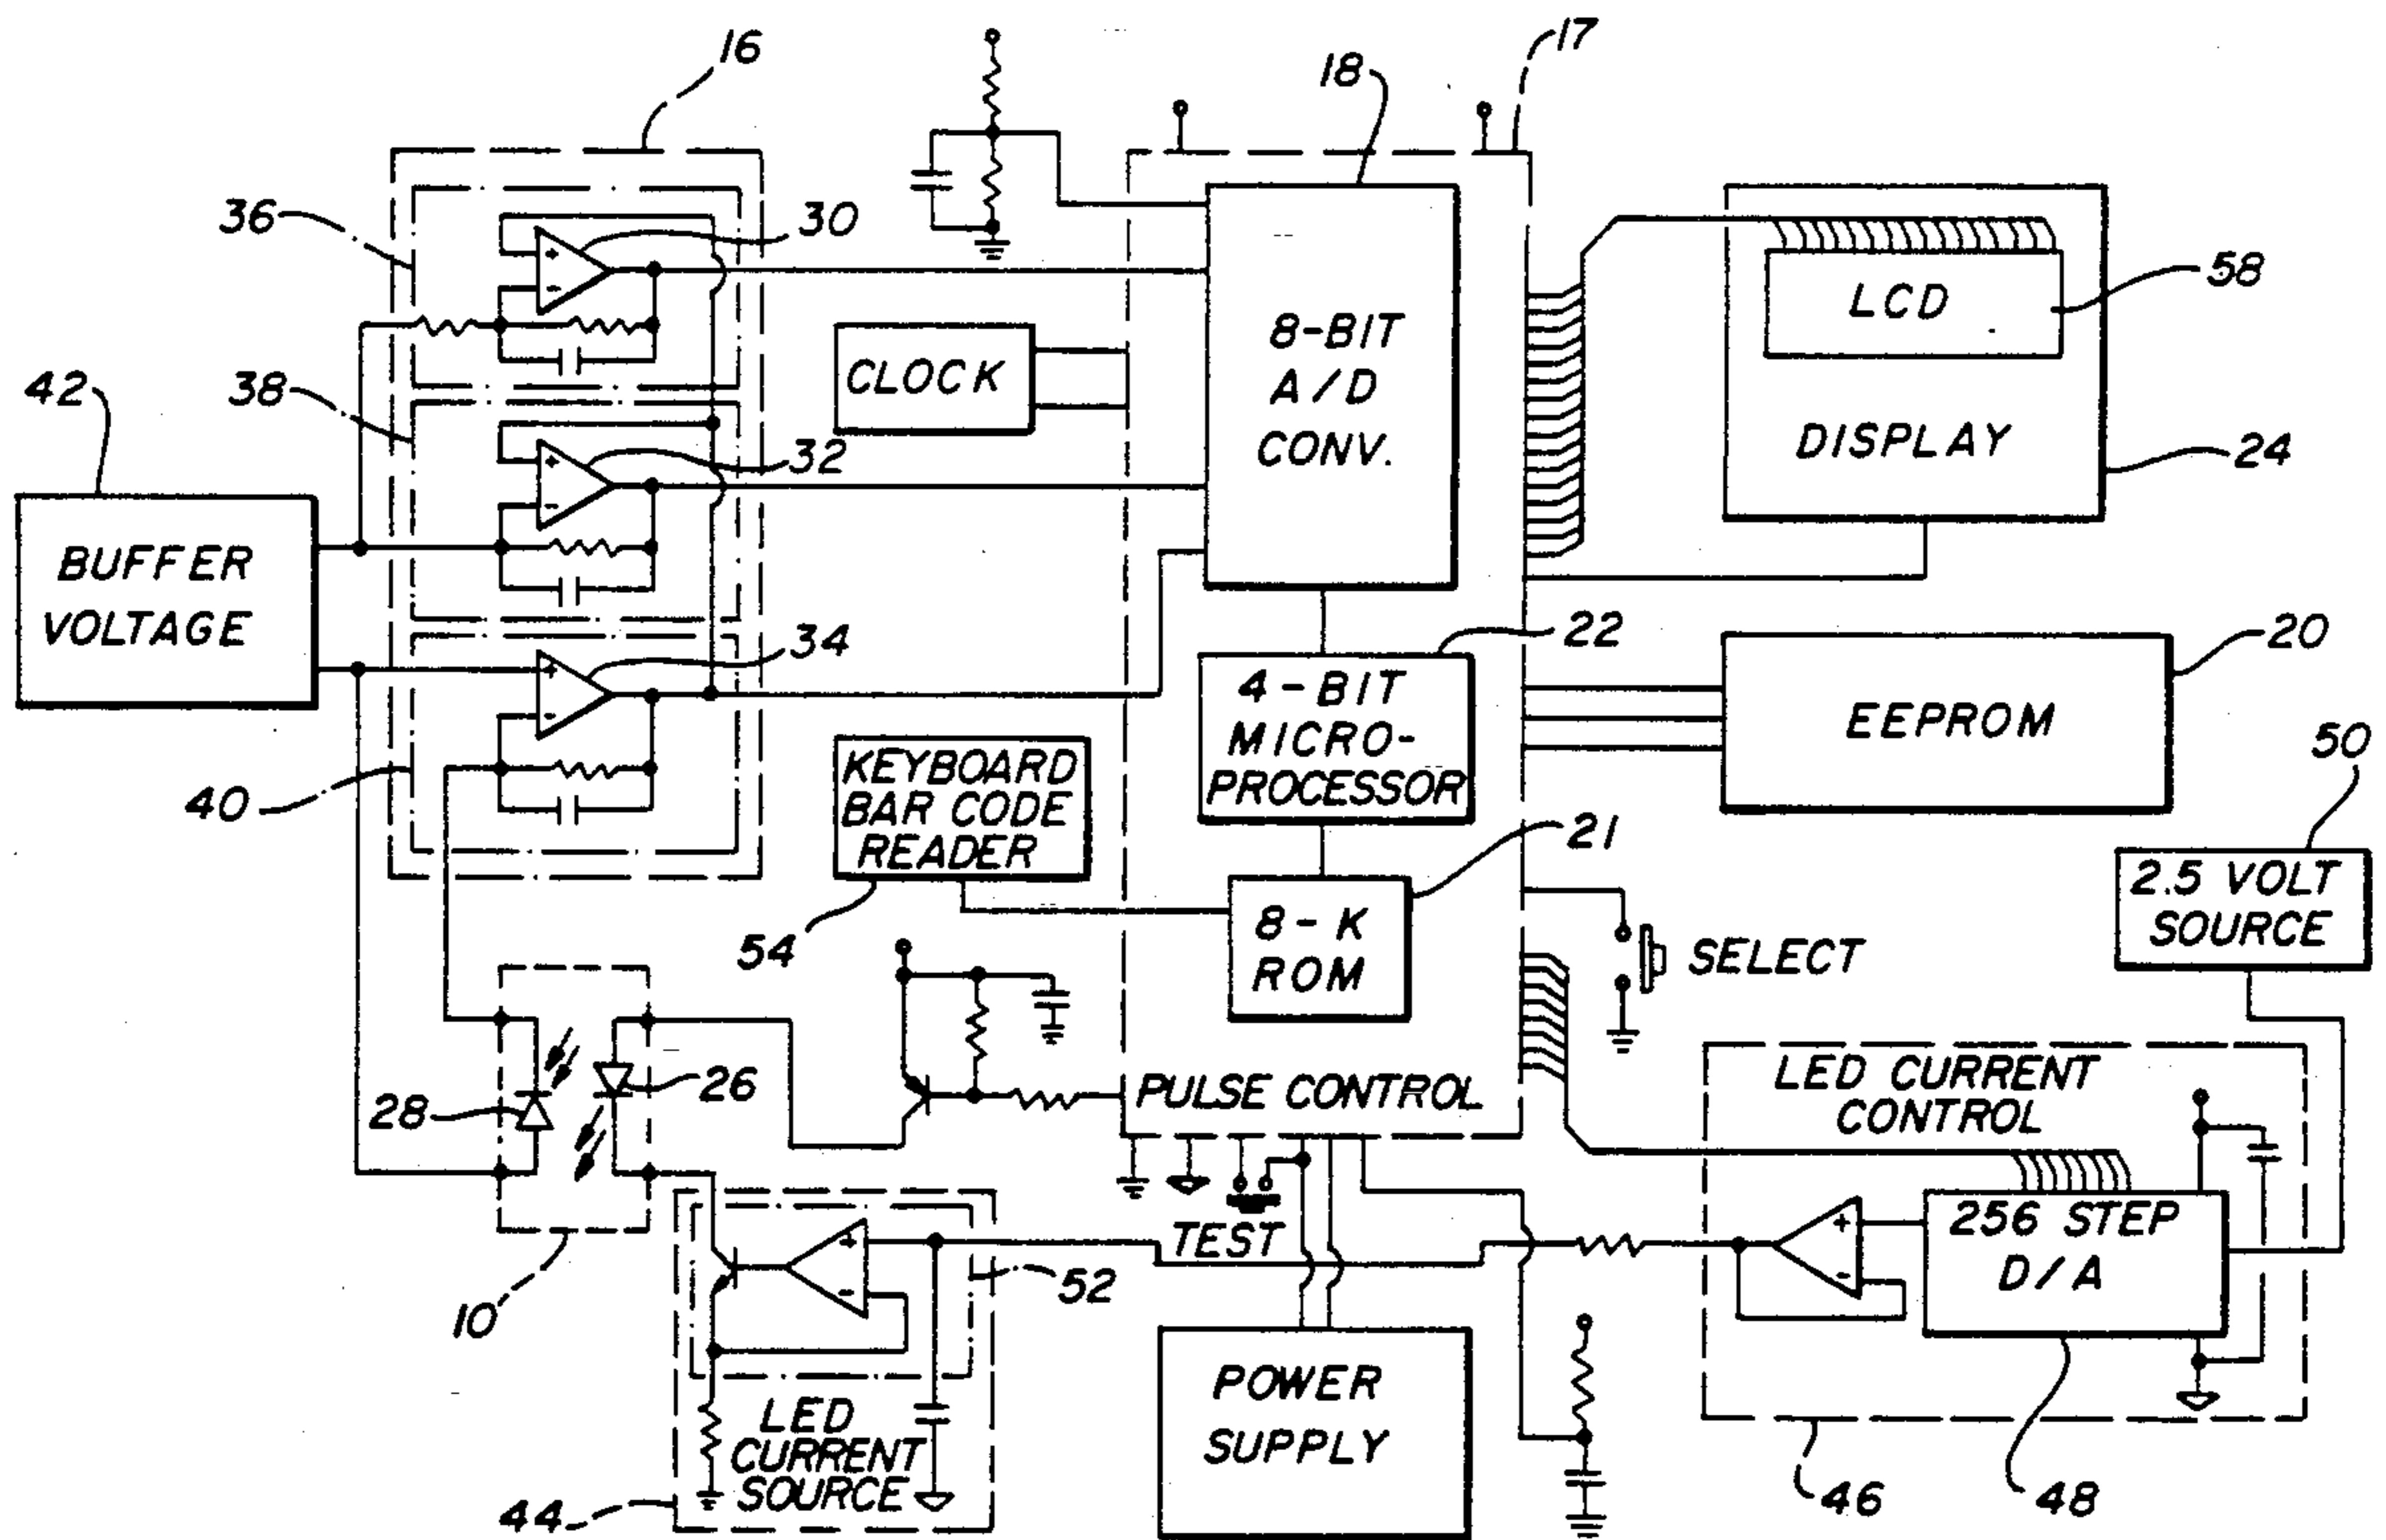 16
17
18
36
30
58
LCD
8-BIT
A/D
CONV.
CLOCK
42
38
32
DISPLAY
24
BUFFER
VOLTAGE
34
22
20
4-BIT
MICRO-
PROCESSOR
EEPROM
50
KEYBOARD
BAR CODE
READER
40
21
2.5 VOLT
SOURCE
54
8-K
ROM
SELECT
28
26
PULSE CONTROL
LED CURRENT
CONTROL
+
-
+
-
+
-
TEST
256 STEP
D/A
+
-
10'
+
-
52
POWER
SUPPLY
LED
CURRENT
SOURCE
44
46
48